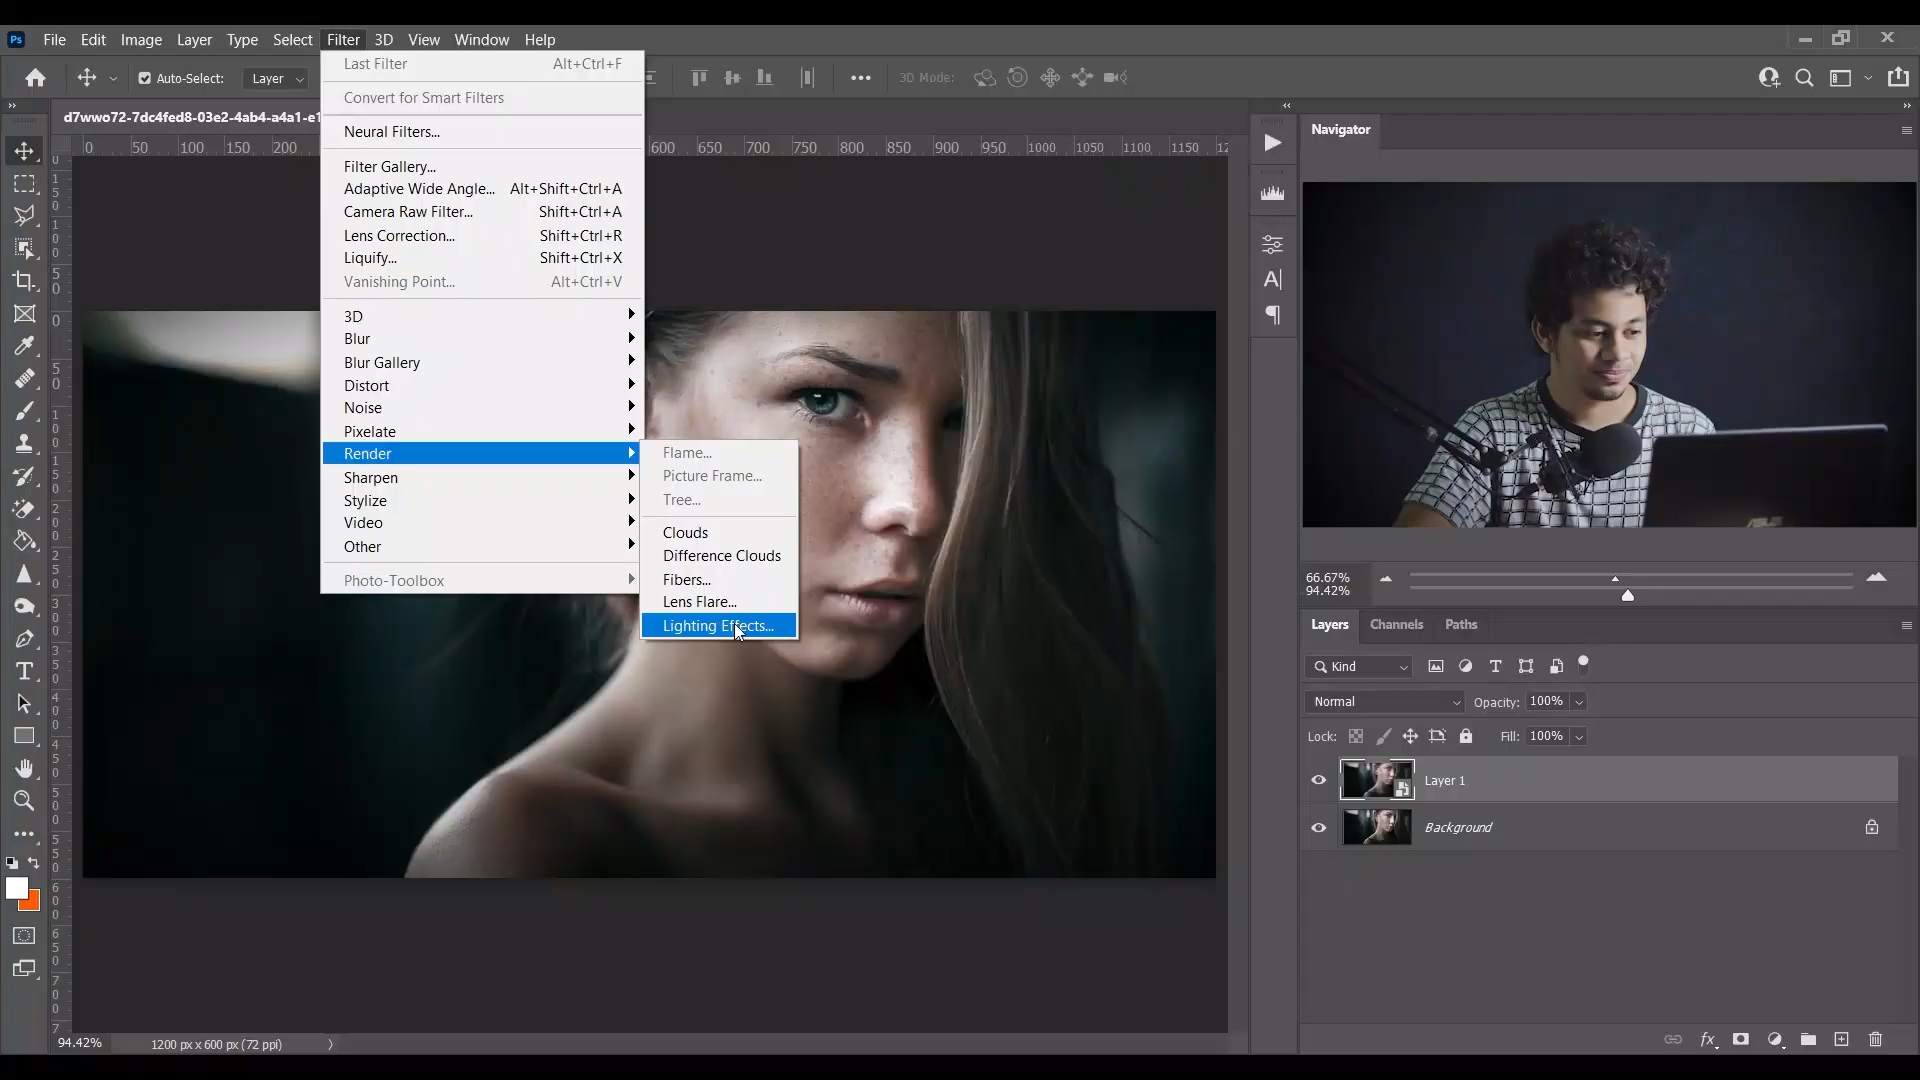 Ps File Edit Image Layer Type Select Filter 3D View Window Help
Auto-Select: Layer
3D Mode:
d7wwo72-7dc4fed8-03e2-4ab4-a4a1-e1
0 50 100 150 200
600 650 700 750 800 850 900 950 1000 1050 1100 1150
Last Filter Alt+Ctrl+F
Convert for Smart Filters
Neural Filters...
Filter Gallery...
Adaptive Wide Angle... Alt+Shift+Ctrl+A
Camera Raw Filter... Shift+Ctrl+A
Lens Correction... Shift+Ctrl+R
Liquify... Shift+Ctrl+X
Vanishing Point... Alt+Ctrl+V
3D
Blur
Blur Gallery
Distort
Noise
Pixelate
Render
Sharpen
Stylize
Video
Other
Photo-Toolbox
Flame...
Picture Frame...
Tree...
Clouds
Difference Clouds
Fibers...
Lens Flare...
Lighting Effects...
Navigator
66.67%
94.42%
Layers Channels Paths
Kind
Normal Opacity: 100%
Lock: Fill: 100%
Layer 1
Background
fx
94.42% 1200 px x 600 px (72 ppi)